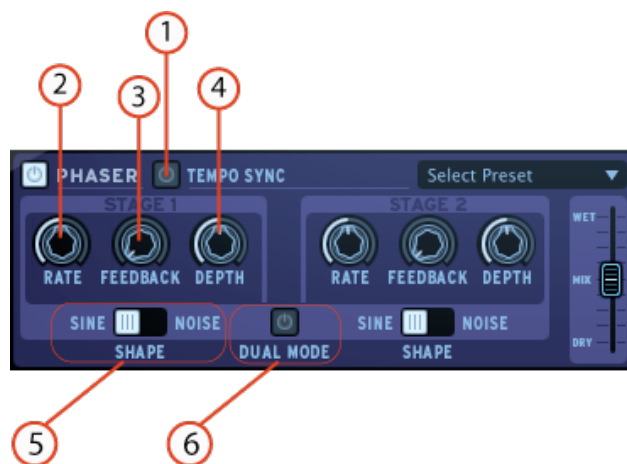 1
2
3
4
PHASER TEMPO SYNC Select Preset
STAGE 1 STAGE 2
WET
RATE FEEDBACK DEPTH RATE FEEDBACK DEPTH
MIX
SINE NOISE SINE NOISE
DRY
SHAPE DUAL MODE SHAPE
5
6